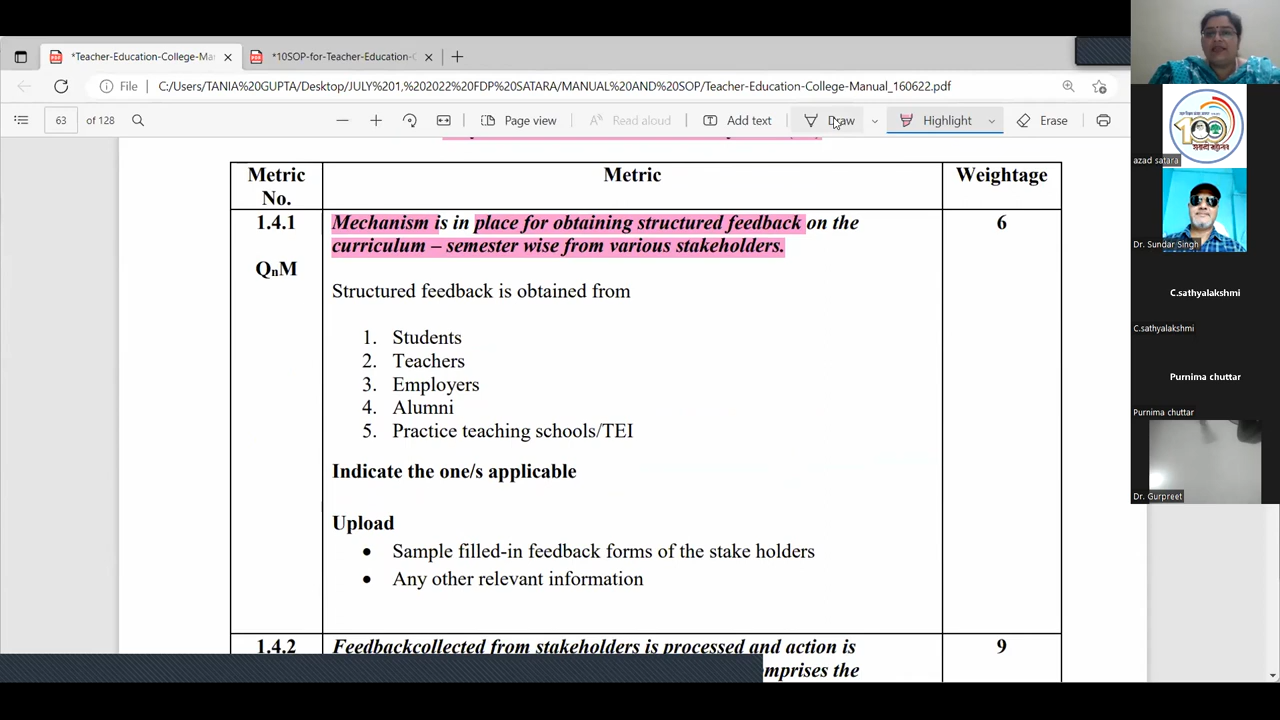 *Teacher-Education-College-Ma
*10SOP-for-Teacher-Education-
File
C:/Users/TANIA%20GUPTA/Desktop/JULY%201,%202022%20FDP%20SATARA/MANUAL%20AND%20SOP/Teacher-Education-College-Manual_160622.pdf
63 of 128
Page view
Read aloud
Add text
Draw
Highlight
Erase
Metric No.
Metric
Weightage
1.4.1
QnM
Mechanism is in place for obtaining structured feedback on the
curriculum – semester wise from various stakeholders.
6
Structured feedback is obtained from
1. Students
2. Teachers
3. Employers
4. Alumni
5. Practice teaching schools/TEI
Indicate the one/s applicable
Upload
• Sample filled-in feedback forms of the stake holders
• Any other relevant information
1.4.2
Feedbackcollected from stakeholders is processed and action is
mprises the
9
100
azad satara
Dr. Sundar Singh
C.sathyalakshmi
C.sathyalakshmi
Purnima chuttar
Purnima chuttar
Dr. Gurpreet